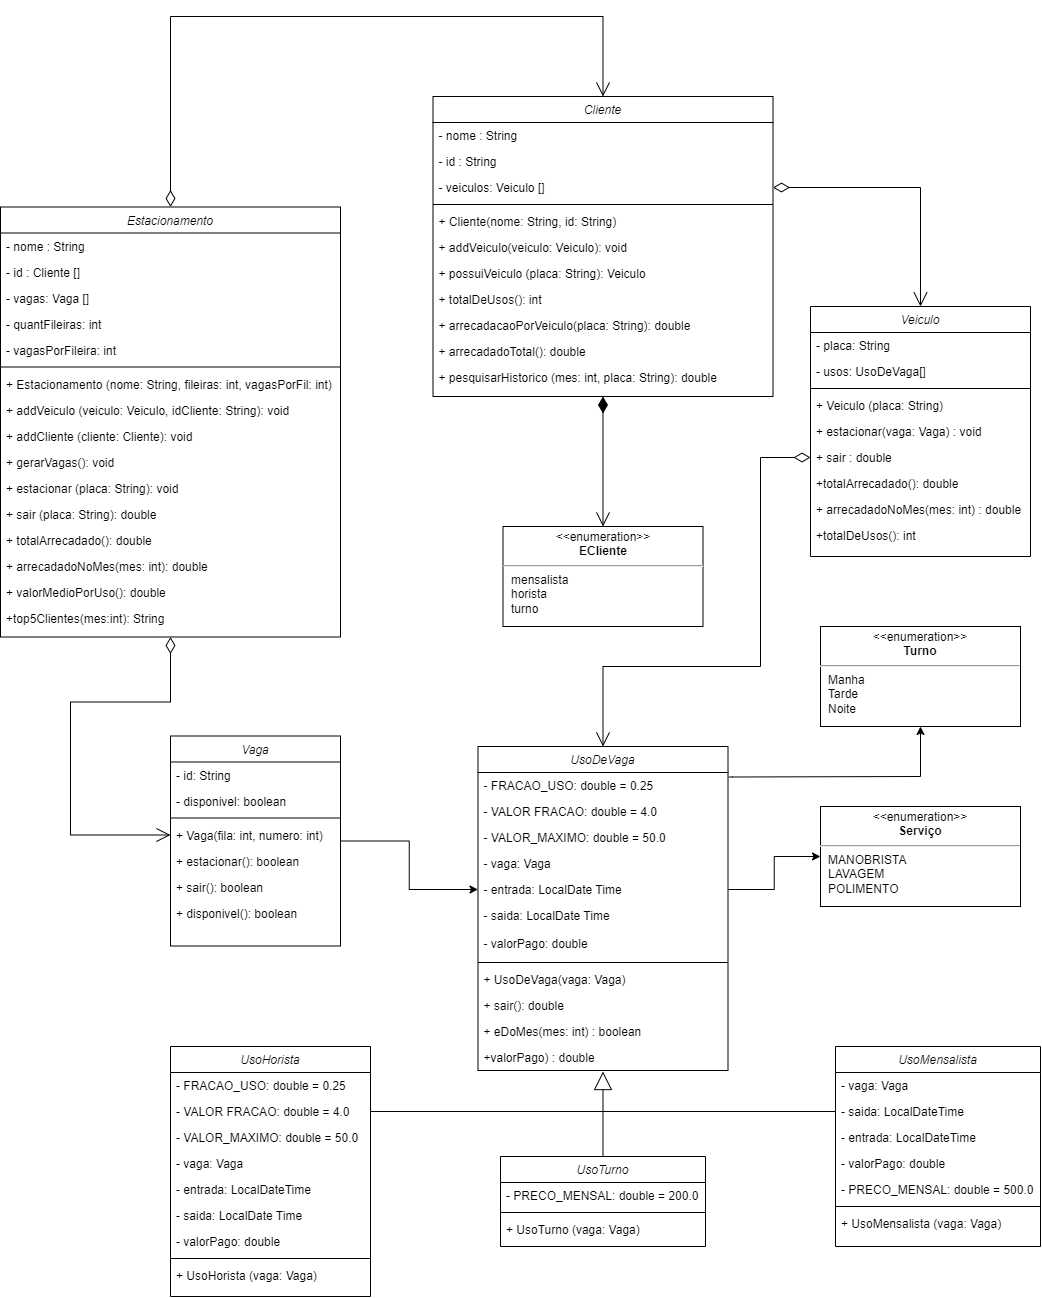 Cliente
- nome : String
- id : String
- veiculos: Veiculo []
+ Cliente(nome: String, id: String)
+ addVeiculo(veiculo: Veiculo): void
+ possuiVeiculo (placa: String): Veiculo
+ totalDeUsos(): int
+ arrecadacaoPorVeiculo(placa: String): double
+ arrecadadoTotal(): double
+ pesquisarHistorico (mes: int, placa: String): double
Estacionamento
- nome : String
- id : Cliente []
- vagas: Vaga []
- quantFileiras: int
- vagasPorFileira: int
+ Estacionamento (nome: String, fileiras: int, vagasPorFil: int)
+ addVeiculo (veiculo: Veiculo, idCliente: String): void
+ addCliente (cliente: Cliente): void
+ gerarVagas(): void
+ estacionar (placa: String): void
+ sair (placa: String): double
+ totalArrecadado(): double
+ arrecadadoNoMes(mes: int): double
+ valorMedioPorUso(): double
+top5Clientes(mes:int): String
Veiculo
- placa: String
- usos: UsoDeVaga[]
+ Veiculo (placa: String)
+ estacionar(vaga: Vaga) : void
+ sair : double
+totalArrecadado(): double
+ arrecadadoNoMes(mes: int) : double
+totalDeUsos(): int
<<enumeration>>
ECliente
mensalista
horista
turno
<<enumeration>>
Turno
Manha
Tarde
Noite
Vaga
- id: String
- disponivel: boolean
+ Vaga(fila: int, numero: int)
+ estacionar(): boolean
+ sair(): boolean
+ disponivel(): boolean
UsoDeVaga
- FRACAO_USO: double = 0.25
- VALOR FRACAO: double = 4.0
- VALOR_MAXIMO: double = 50.0
- vaga: Vaga
- entrada: LocalDate Time
- saida: LocalDate Time
- valorPago: double
+ UsoDeVaga(vaga: Vaga)
+ sair(): double
+ eDoMes(mes: int) : boolean
+valorPago) : double
<<enumeration>>
Serviço
MANOBRISTA
LAVAGEM
POLIMENTO
UsoHorista
- FRACAO_USO: double = 0.25
- VALOR FRACAO: double = 4.0
- VALOR_MAXIMO: double = 50.0
- vaga: Vaga
- entrada: LocalDateTime
- saida: LocalDate Time
- valorPago: double
+ UsoHorista (vaga: Vaga)
UsoTurno
- PRECO_MENSAL: double = 200.0
+ UsoTurno (vaga: Vaga)
UsoMensalista
- vaga: Vaga
- saida: LocalDateTime
- entrada: LocalDateTime
- valorPago: double
- PRECO_MENSAL: double = 500.0
+ UsoMensalista (vaga: Vaga)